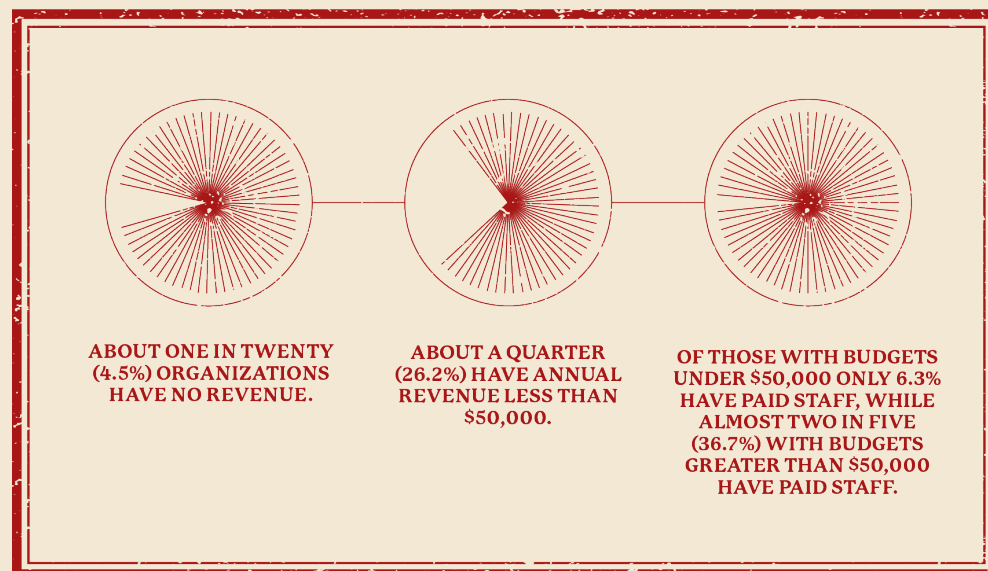 ABOUT ONE IN TWENTY
(4.5%) ORGANIZATIONS
HAVE NO REVENUE.
ABOUT A QUARTER
(26.2%) HAVE ANNUAL
REVENUE LESS THAN
$50,000.
OF THOSE WITH BUDGETS
UNDER $50,000 ONLY 6.3%
HAVE PAID STAFF, WHILE
ALMOST TWO IN FIVE
(36.7%) WITH BUDGETS
GREATER THAN $50,000
HAVE PAID STAFF.